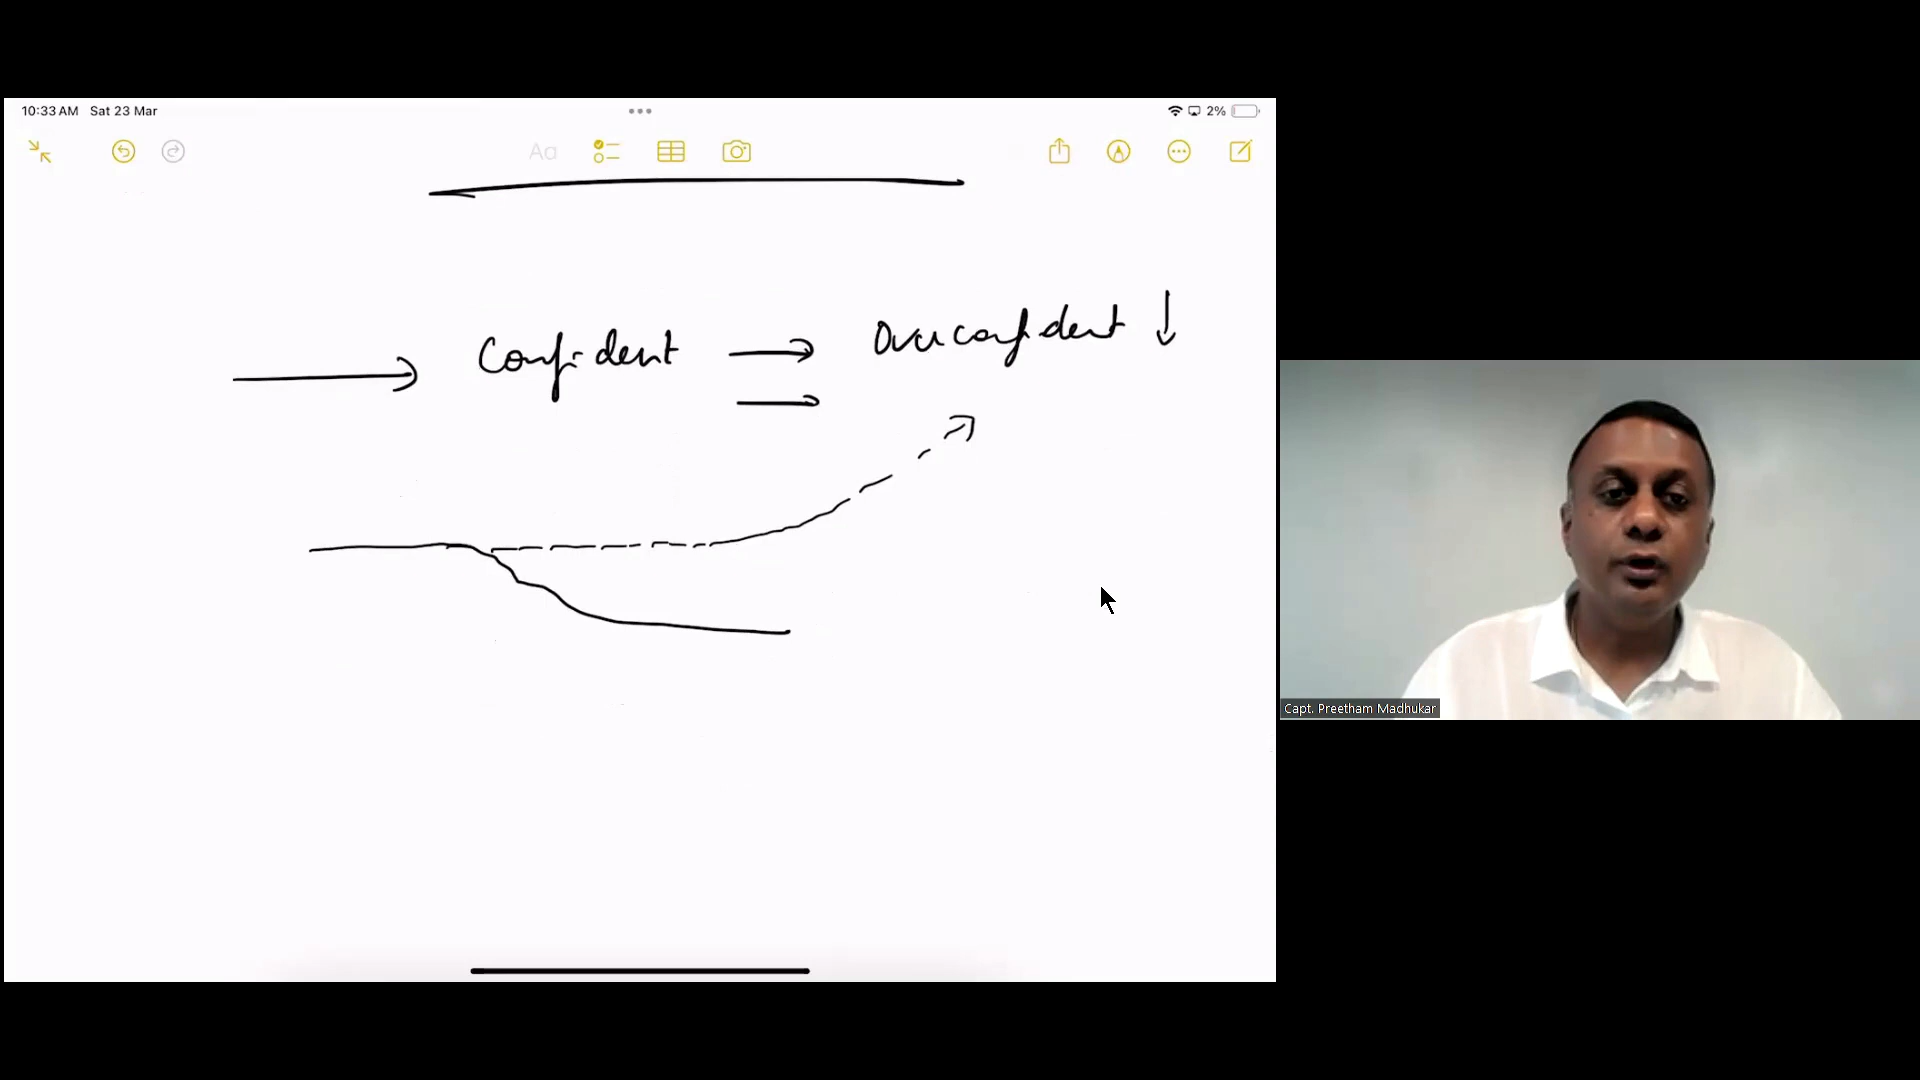 10:33 AM Sat 23 Mar
2%
Aa
Confident Overconfident
Capt. Preetham Madhukar